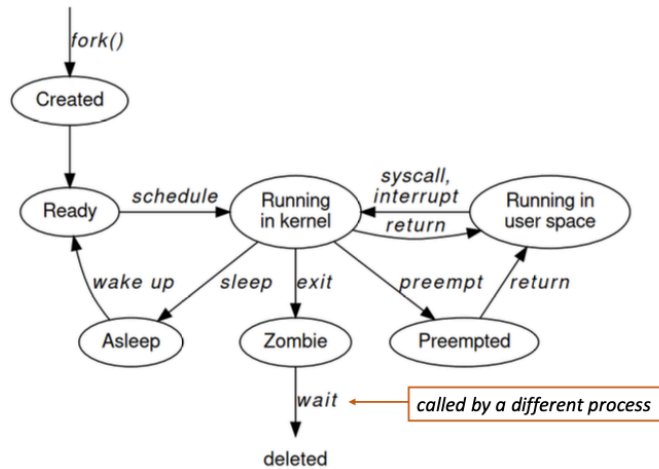 fork()
Created
Ready
schedule
Running
in kernel
syscall,
interrupt
return
Running in
user space
wake up
sleep
exit
preempt
return
Asleep
Zombie
Preempted
wait
called by a different process
deleted